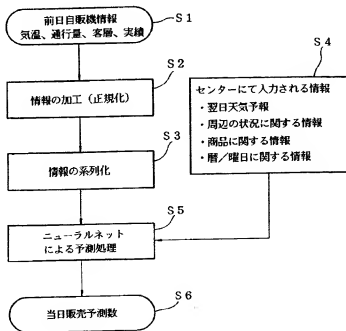 S1
前日自販機情報
気温、通行量、客層、実績
S2
情報の加工(正規化)
S3
情報の系列化
S4
センターにて入力される情報
・翌日天気予報
・周辺の状況に関する情報
・商品に関する情報
・暦/曜日に関する情報
S5
ニューラルネット
による予測処理
S6
当日販売予測数